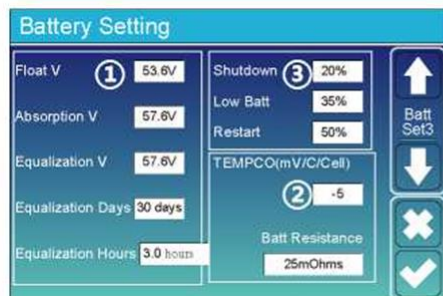 Battery Setting
Float V
①
53.6V
Absorption V
57.6V
Equalization V
57.6V
Equalization Days
30 days
Equalization Hours
3.0 hours
Shutdown
③
20%
Low Batt
35%
Restart
50%
TEMPCO(mV/C/Cell)
②
-5
Batt Resistance
25mOhms
Batt
Set3